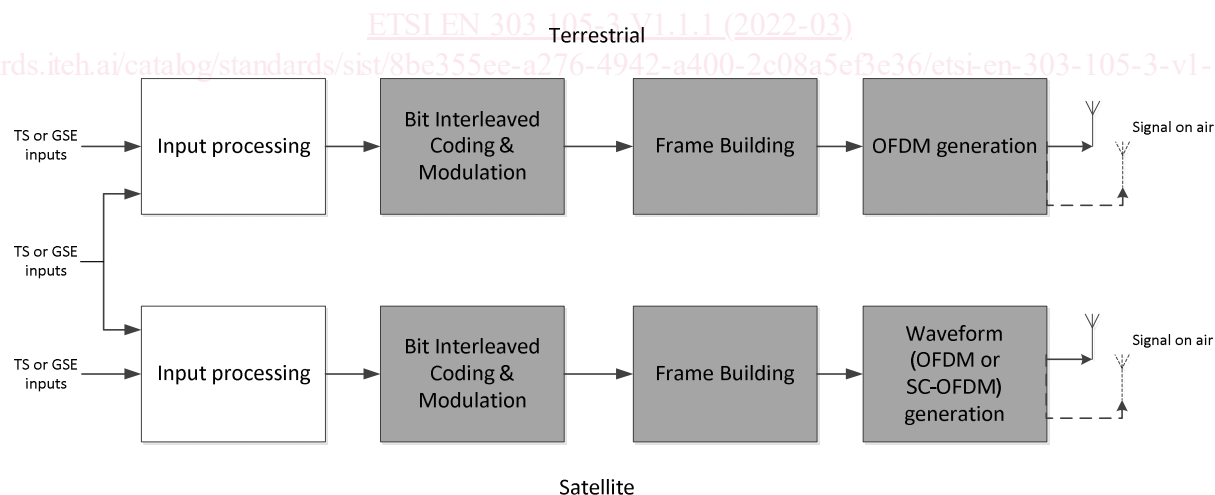 ETSI EN 303 105-3 V1.1.1 (2022-03)
Terrestrial
rds.iteh.ai/catalog/standards/sist/8be355ee-a276-4942-a400-2c08a5ef3e36/etsi-en-303-105-3-v1-
TS or GSE
inputs
Input processing
Bit Interleaved
Coding &
Modulation
Frame Building
OFDM generation
Signal on air
TS or GSE
inputs
TS or GSE
inputs
Input processing
Bit Interleaved
Coding &
Modulation
Frame Building
Waveform
(OFDM or
SC-OFDM)
generation
Signal on air
Satellite